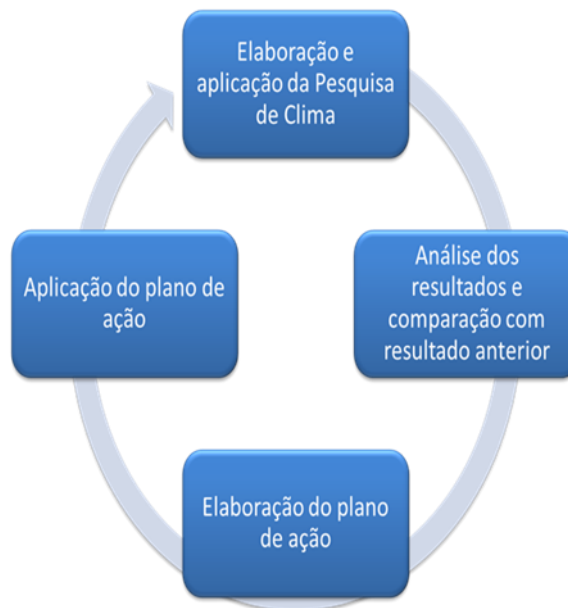 Elaboração e
aplicação da Pesquisa
de Clima
Análise dos
resultados e
comparação com
resultado anterior
Elaboração do plano
de ação
Aplicação do plano de
ação